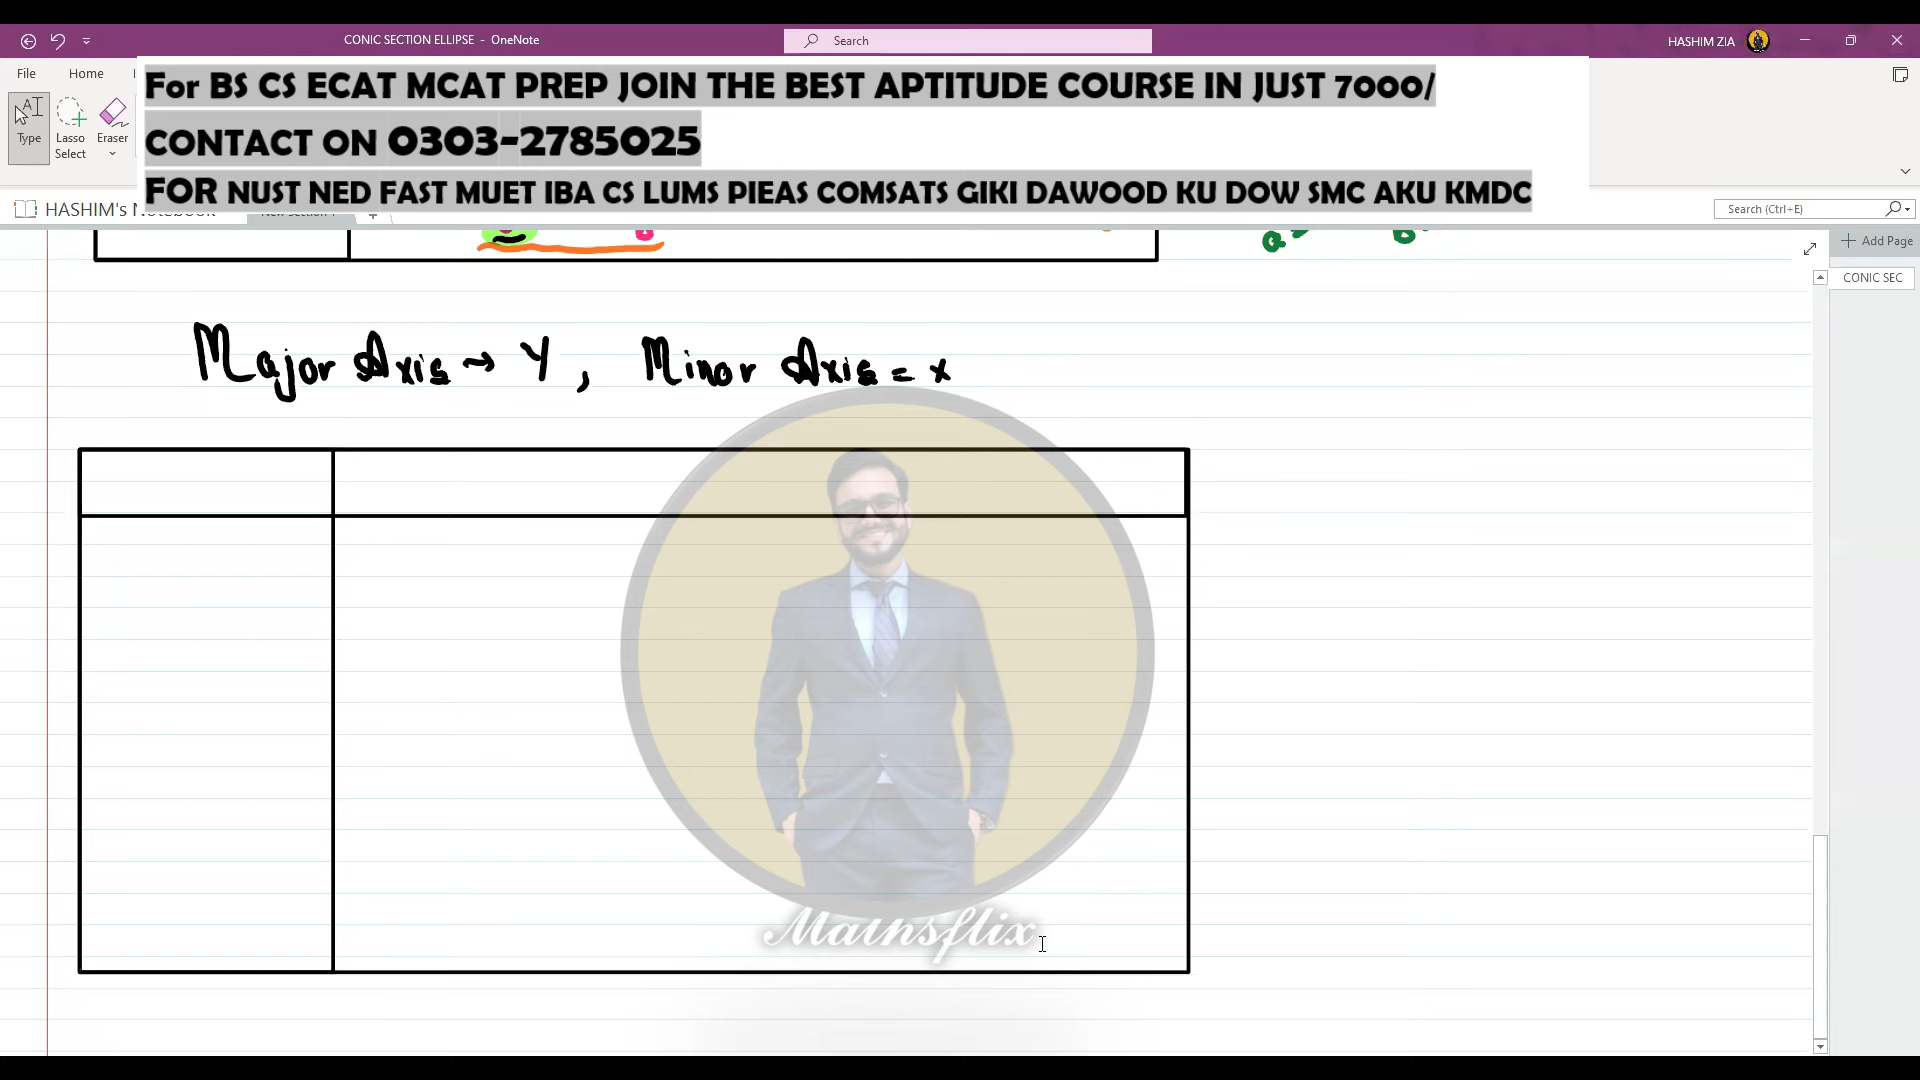 CONIC SECTION ELLIPSE - OneNote
Search
HASHIM ZIA
File
Home
For BS CS ECAT MCAT PREP JOIN THE BEST APTITUDE COURSE IN JUST 7000/
CONTACT ON 0303-2785025
FOR NUST NED FAST MUET IBA CS LUMS PIEAS COMSATS GIKI DAWOOD KU DOW SMC AKU KMDC
Type
Lasso Select
Eraser
HASHIM's Notebook
Search (Ctrl+E)
Add Page
CONIC SEC
Major Axis → Y, Minor Axis = x
Mainsflix